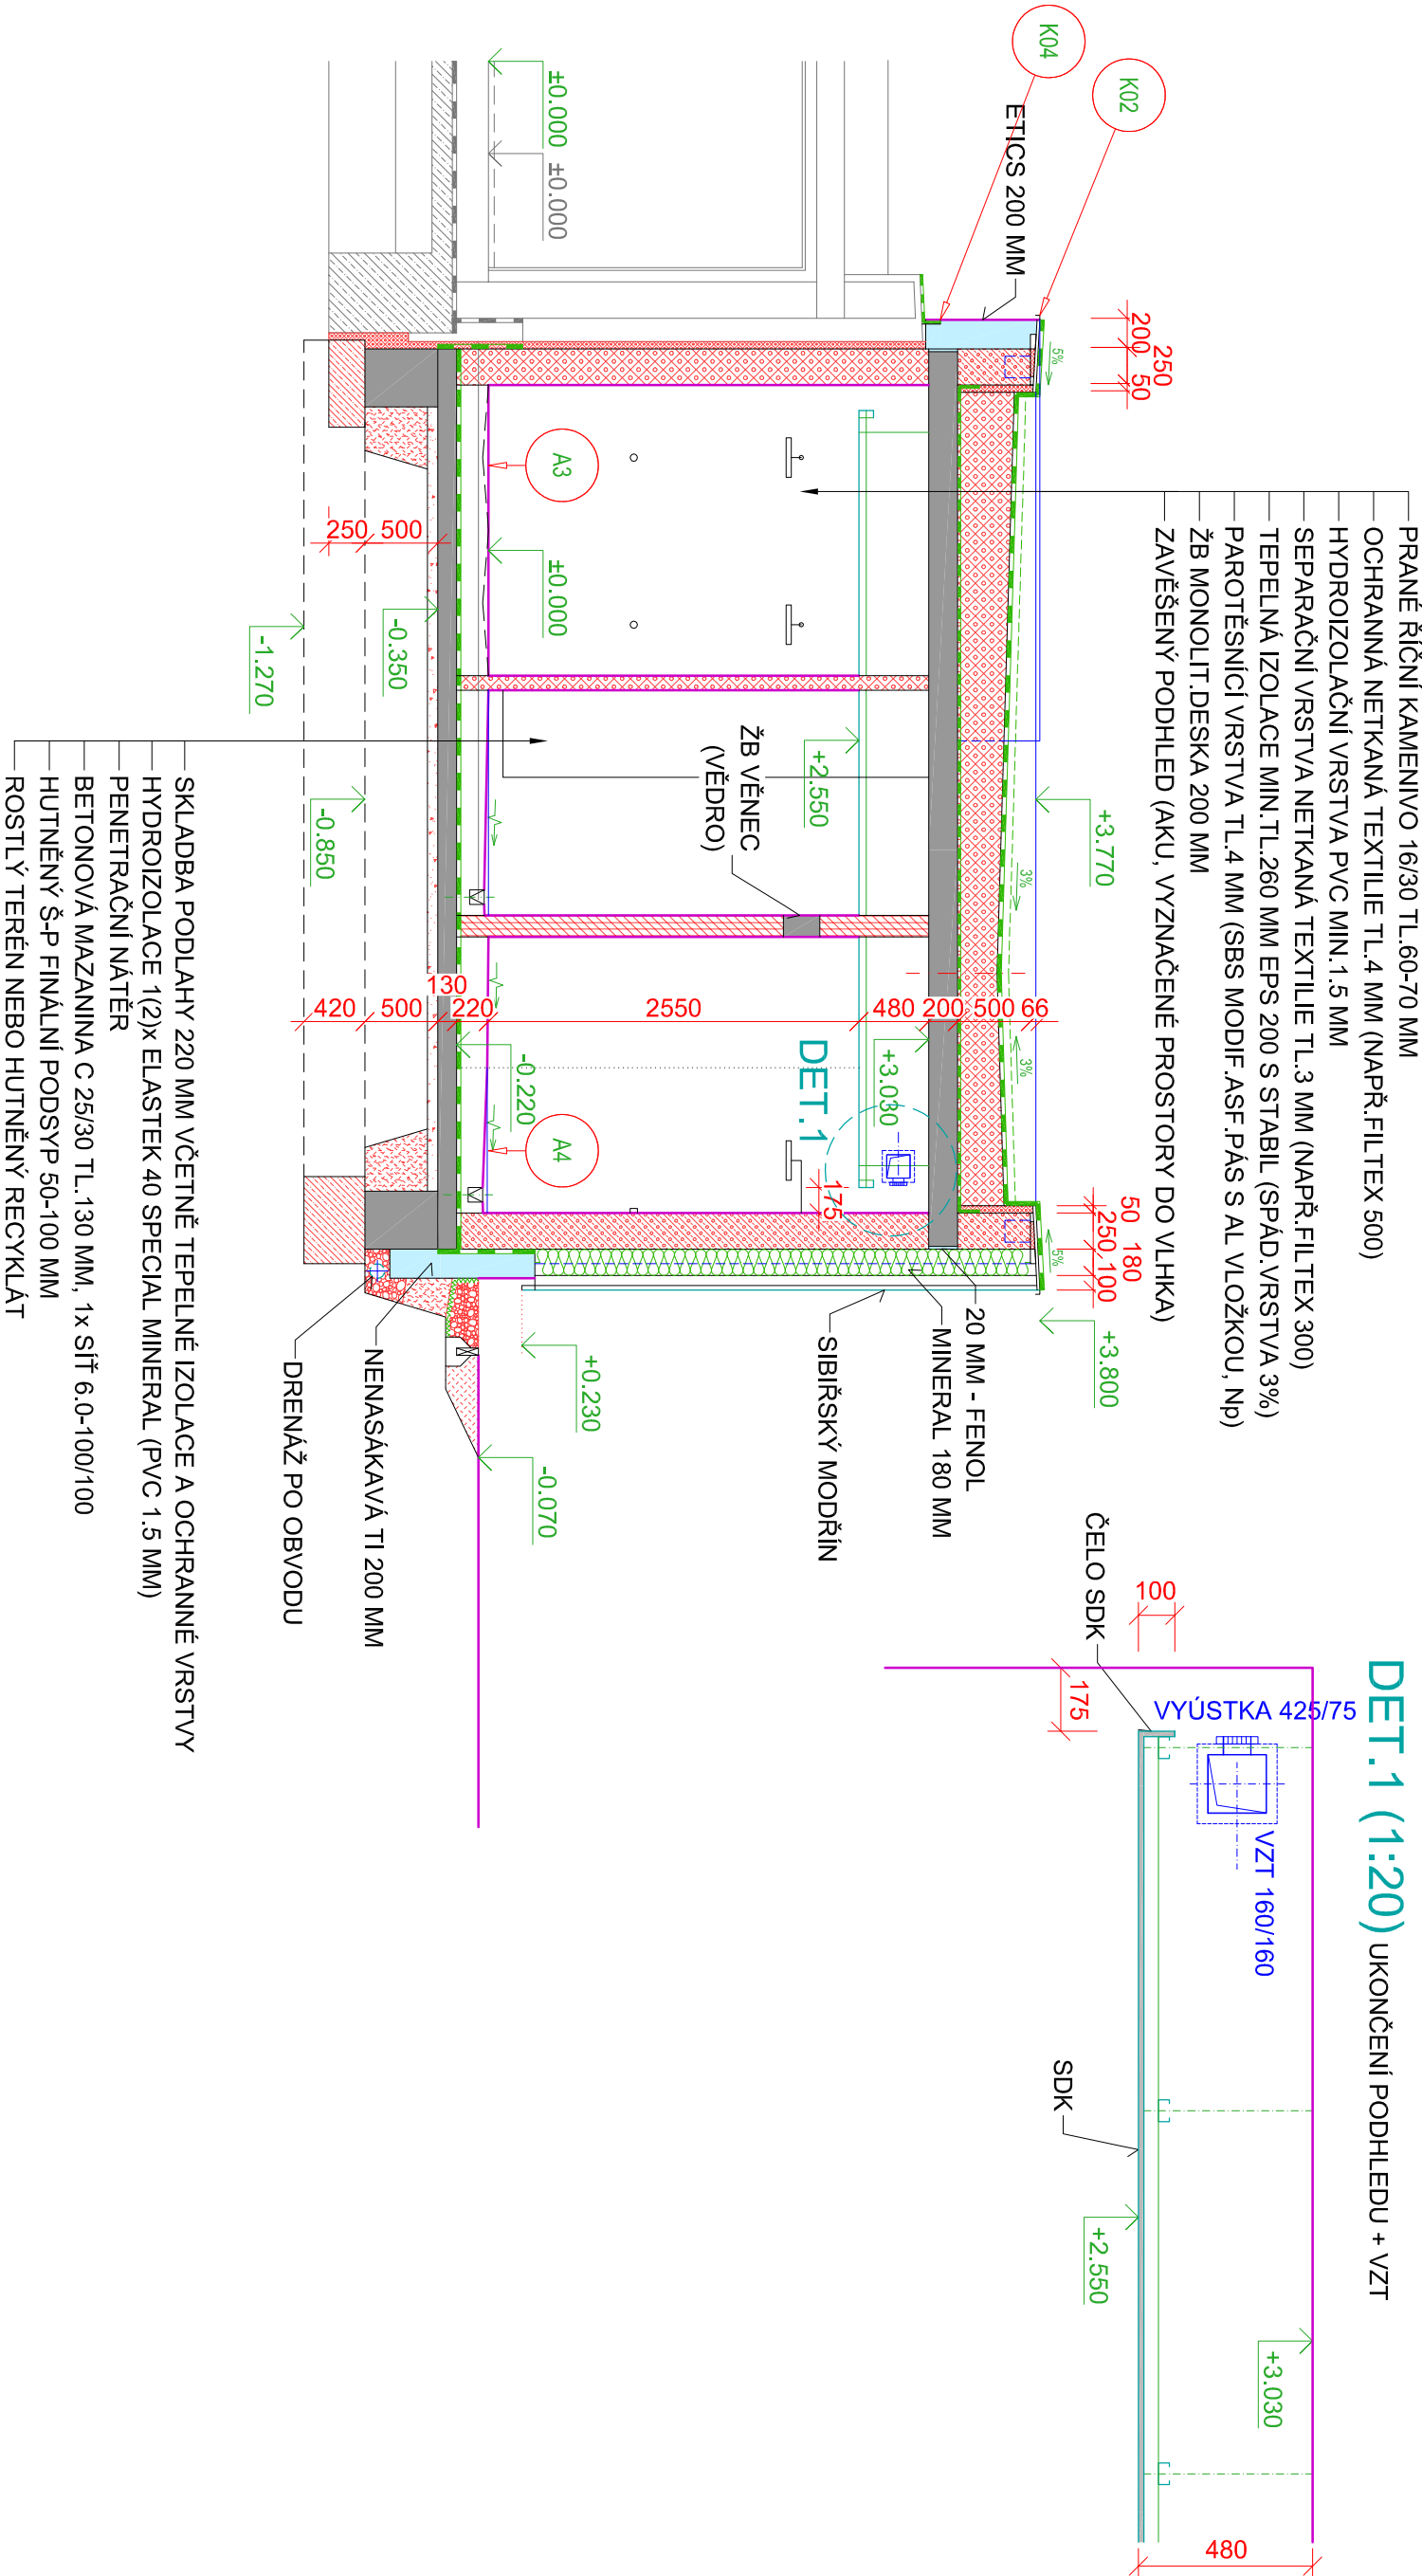 PRANÉ ŘÍČNÍ KAMENIVO 16/30 TL.60-70 MM
OCHRANNÁ NETKANÁ TEXTILIE TL.4 MM (NAPŘ.FILTEX 500)
HYDROIZOLAČNÍ VRSTVA PVC MIN.1.5 MM
SEPARAČNÍ VRSTVA NETKANÁ TEXTILIE TL.3 MM (NAPŘ.FILTEX 300)
TEPELNÁ IZOLACE MIN.TL.260 MM EPS 200 S STABIL (SPÁD.VRSTVA 3%)
PAROTĚSNÍCÍ VRSTVA TL.4 MM (SBS MODIF.ASF.PÁS S AL VLOŽKOU, Np)
ŽB MONOLIT.DESKA 200 MM
ZAVĚŠENÝ PODHLED (AKU, VYZNAČENÉ PROSTORY DO VLHKA)
K04
K02
ETICS 200 MM
200
250
50
5%
+3.770
3%
3%
50
250
180
100
5%
+3.800
±0.000
±0.000
A3
±0.000
+2.550
ŽB VĚNEC
(VĚDRO)
DET.1
+3.030
175
20 MM - FENOL
MINERAL 180 MM
SIBIŘSKÝ MODŘÍN
420
500
130
220
2550
480
200
500
66
A4
-0.220
+0.230
-0.070
250
500
-0.350
-1.270
-0.850
NENASÁKAVÁ TI 200 MM
DRENÁŽ PO OBVODU
SKLADBA PODLAHY 220 MM VČETNĚ TEPELNÉ IZOLACE A OCHRANNÉ VRSTVY
HYDROIZOLACE 1(2)x ELASTEK 40 SPECIAL MINERAL (PVC 1.5 MM)
PENETRAČNÍ NÁTĚR
BETONOVÁ MAZANINA C 25/30 TL.130 MM, 1x SÍŤ 6.0-100/100
HUTNĚNÝ Š-P FINÁLNÍ PODSYP 50-100 MM
ROSTLÝ TERÉN NEBO HUTNĚNÝ RECYKLÁT
DET.1 (1:20) UKONČENÍ PODHLEDU + VZT
VYÚSTKA 425/75
VZT 160/160
100
175
ČELO SDK
SDK
+2.550
+3.030
480